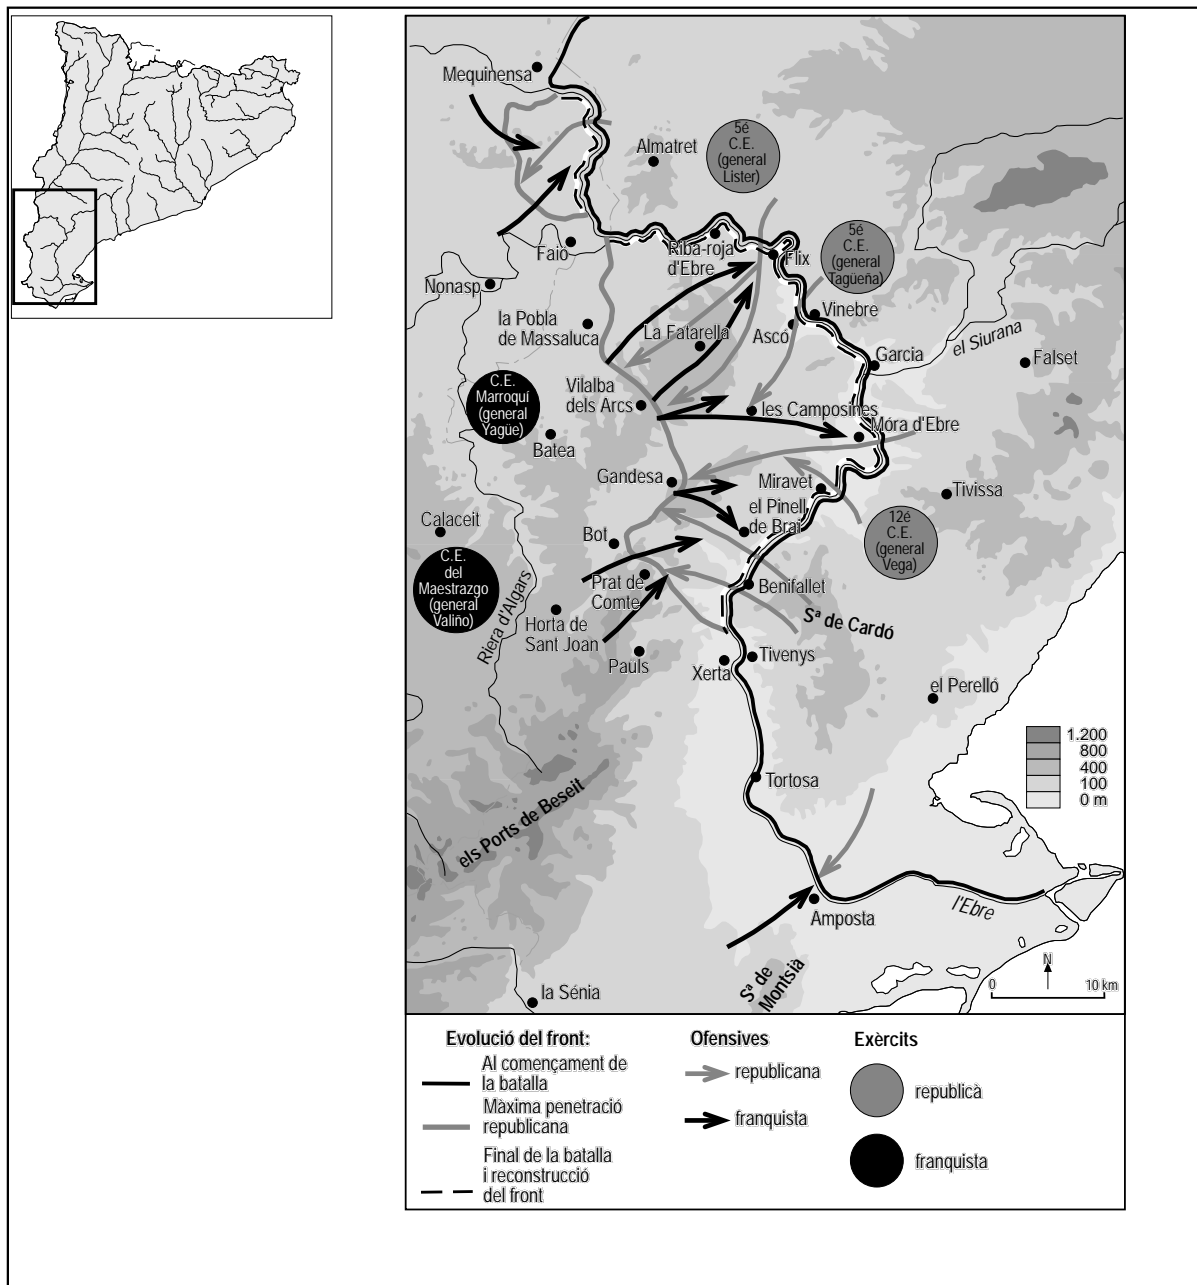 Mequinensa
Almatret
5é
C.E.
(general
Lister)
Faió
Riba-roja
d'Ebre
Flix
5é
C.E.
(general
Tagüeña)
Nonasp
la Pobla
de Massaluca
La Fatarella
Ascó
Vinebre
Garcia
el Siurana
Falset
C.E.
Marroquí
(general
Yagüe)
Vilalba
dels Arcs
les Camposines
Móra d'Ebre
Batea
Gandesa
Miravet
Tivissa
el Pinell
de Brai
Calaceit
Bot
12é
C.E.
(general
Vega)
C.E.
del
Maestrazgo
(general
Valiño)
Riera d'Algars
Prat de
Comte
Benifallet
Horta de
Sant Joan
Sª de Cardó
Pauls
Xerta
Tivenys
el Perelló
1.200
800
400
100
0 m
Tortosa
els Ports de Beseit
Amposta
l'Ebre
Sª de
Montsià
la Sénia
N
0
10 km
Evolució del front:
Al començament de
la batalla
Màxima penetració
republicana
Final de la batalla
i reconstrucció
del front
Ofensives
republicana
franquista
Exèrcits
republicà
franquista